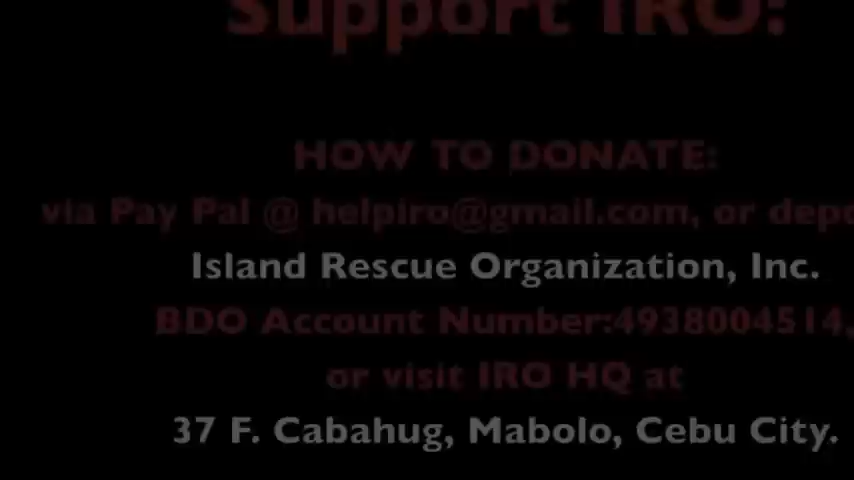 Support IRO:
HOW TO DONATE:
via Pay Pal @ helpiro@gmail.com, or
Island Rescue Organization, Inc.
BDO Account Number:4938004514,
or visit IRO HQ at
37 F. Cabahug, Mabolo, Cebu City.